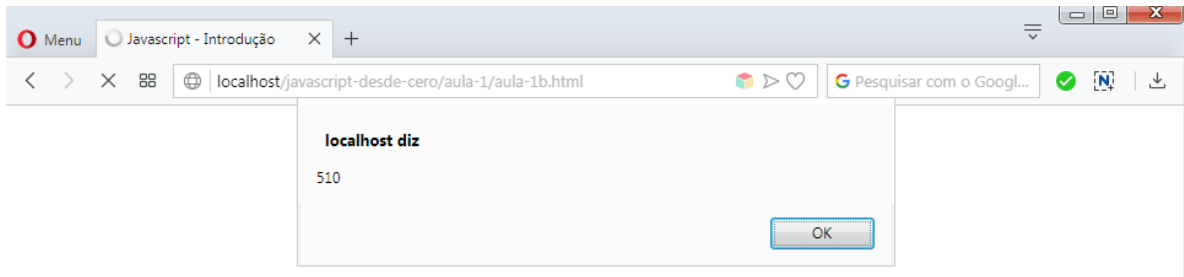 Menu
Javascript - Introdução
localhost/javascript-desde-cero/aula-1/aula-1b.html
G Pesquisar com o Googl...
N
localhost diz
510
OK